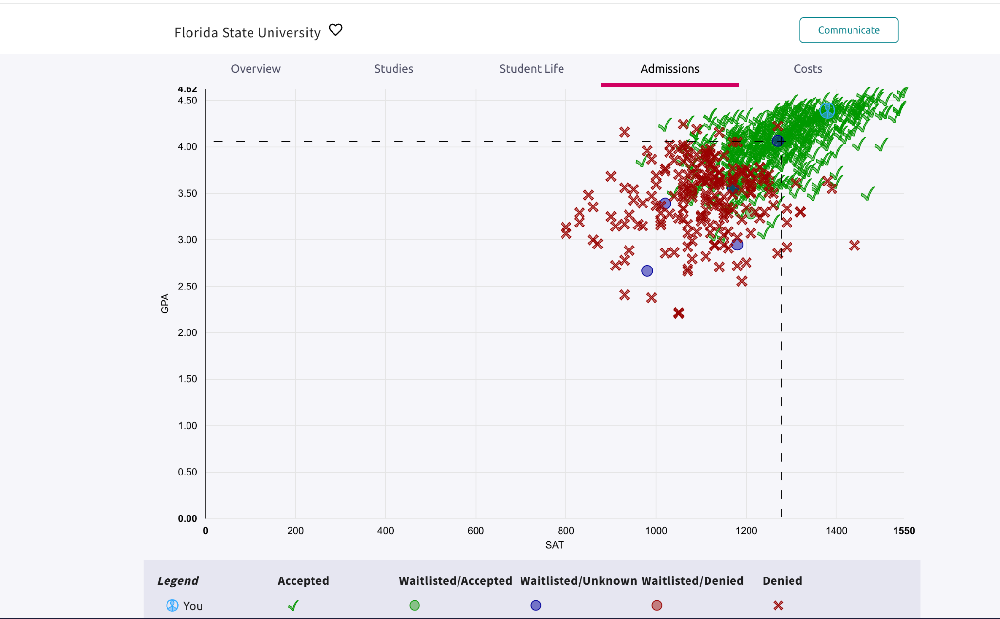 Florida State University
Communicate
Overview Studies Student Life Admissions Costs
4.62
4.50
4.00
3.50
3.00
2.50
2.00
1.50
1.00
0.50
0.00
GPA
0 200 400 600 800 1000 1200 1400 1550
SAT
Legend Accepted Waitlisted/Accepted Waitlisted/Unknown Waitlisted/Denied Denied
You